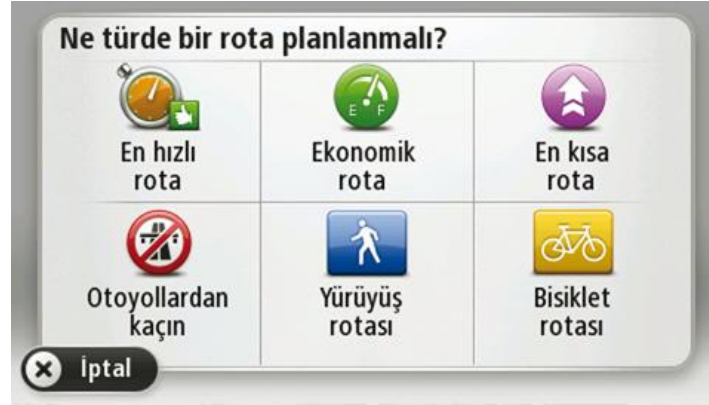 Ne türde bir rota planlanmalı?
En hızlı
rota
Ekonomik
rota
E F
En kısa
rota
Otoyollardan
kaçın
Yürüyüş
rotası
Bisiklet
rotası
İptal